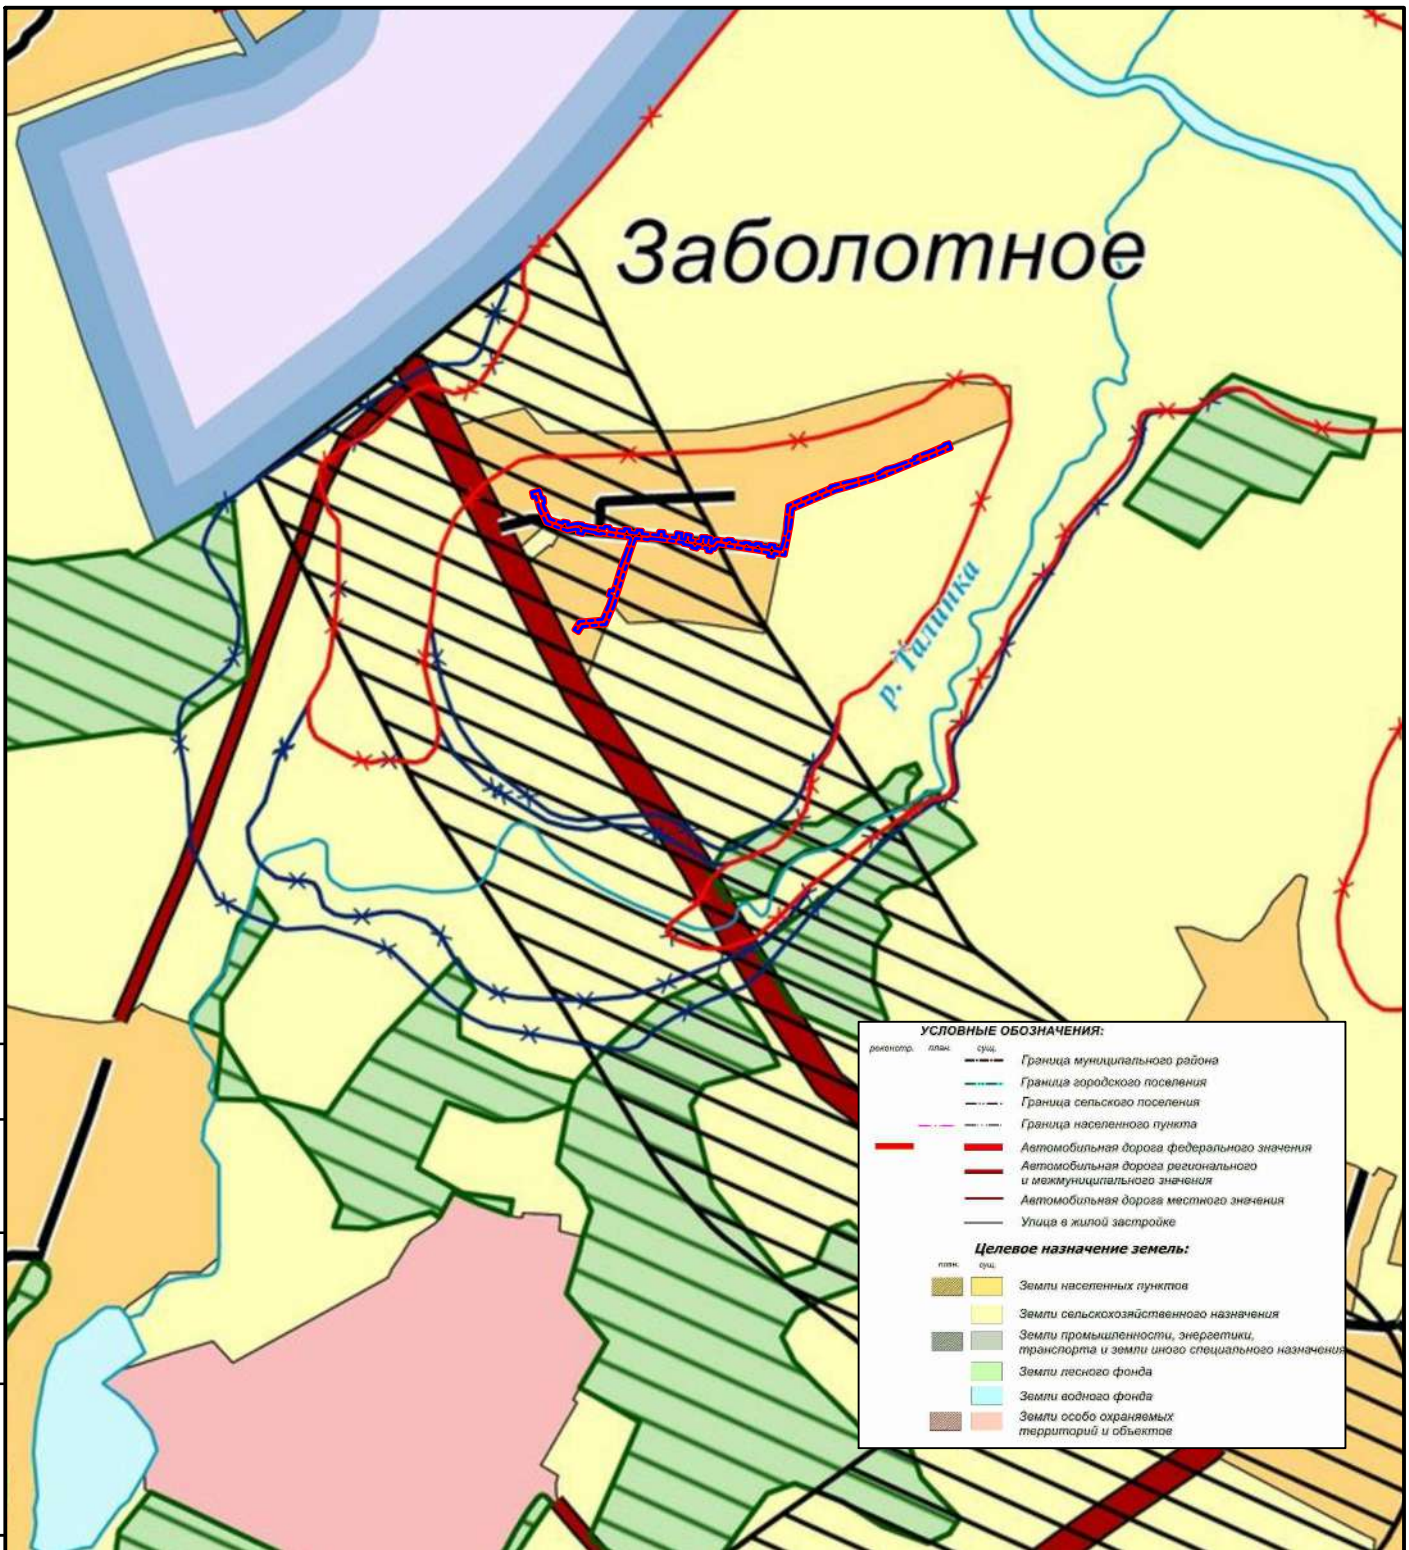 Заболотное
р. Талинка
УСЛОВНЫЕ ОБОЗНАЧЕНИЯ:
реконстр. план. сущ.
Граница муниципального района
Граница городского поселения
Граница сельского поселения
Граница населенного пункта
Автомобильная дорога федерального значения
Автомобильная дорога регионального
и межмуниципального значения
Автомобильная дорога местного значения
Улица в жилой застройке
Целевое назначение земель:
план. сущ.
Земли населенных пунктов
Земли сельскохозяйственного назначения
Земли промышленности, энергетики,
транспорта и земли иного специального назначения
Земли лесного фонда
Земли водного фонда
Земли особо охраняемых
территорий и объектов